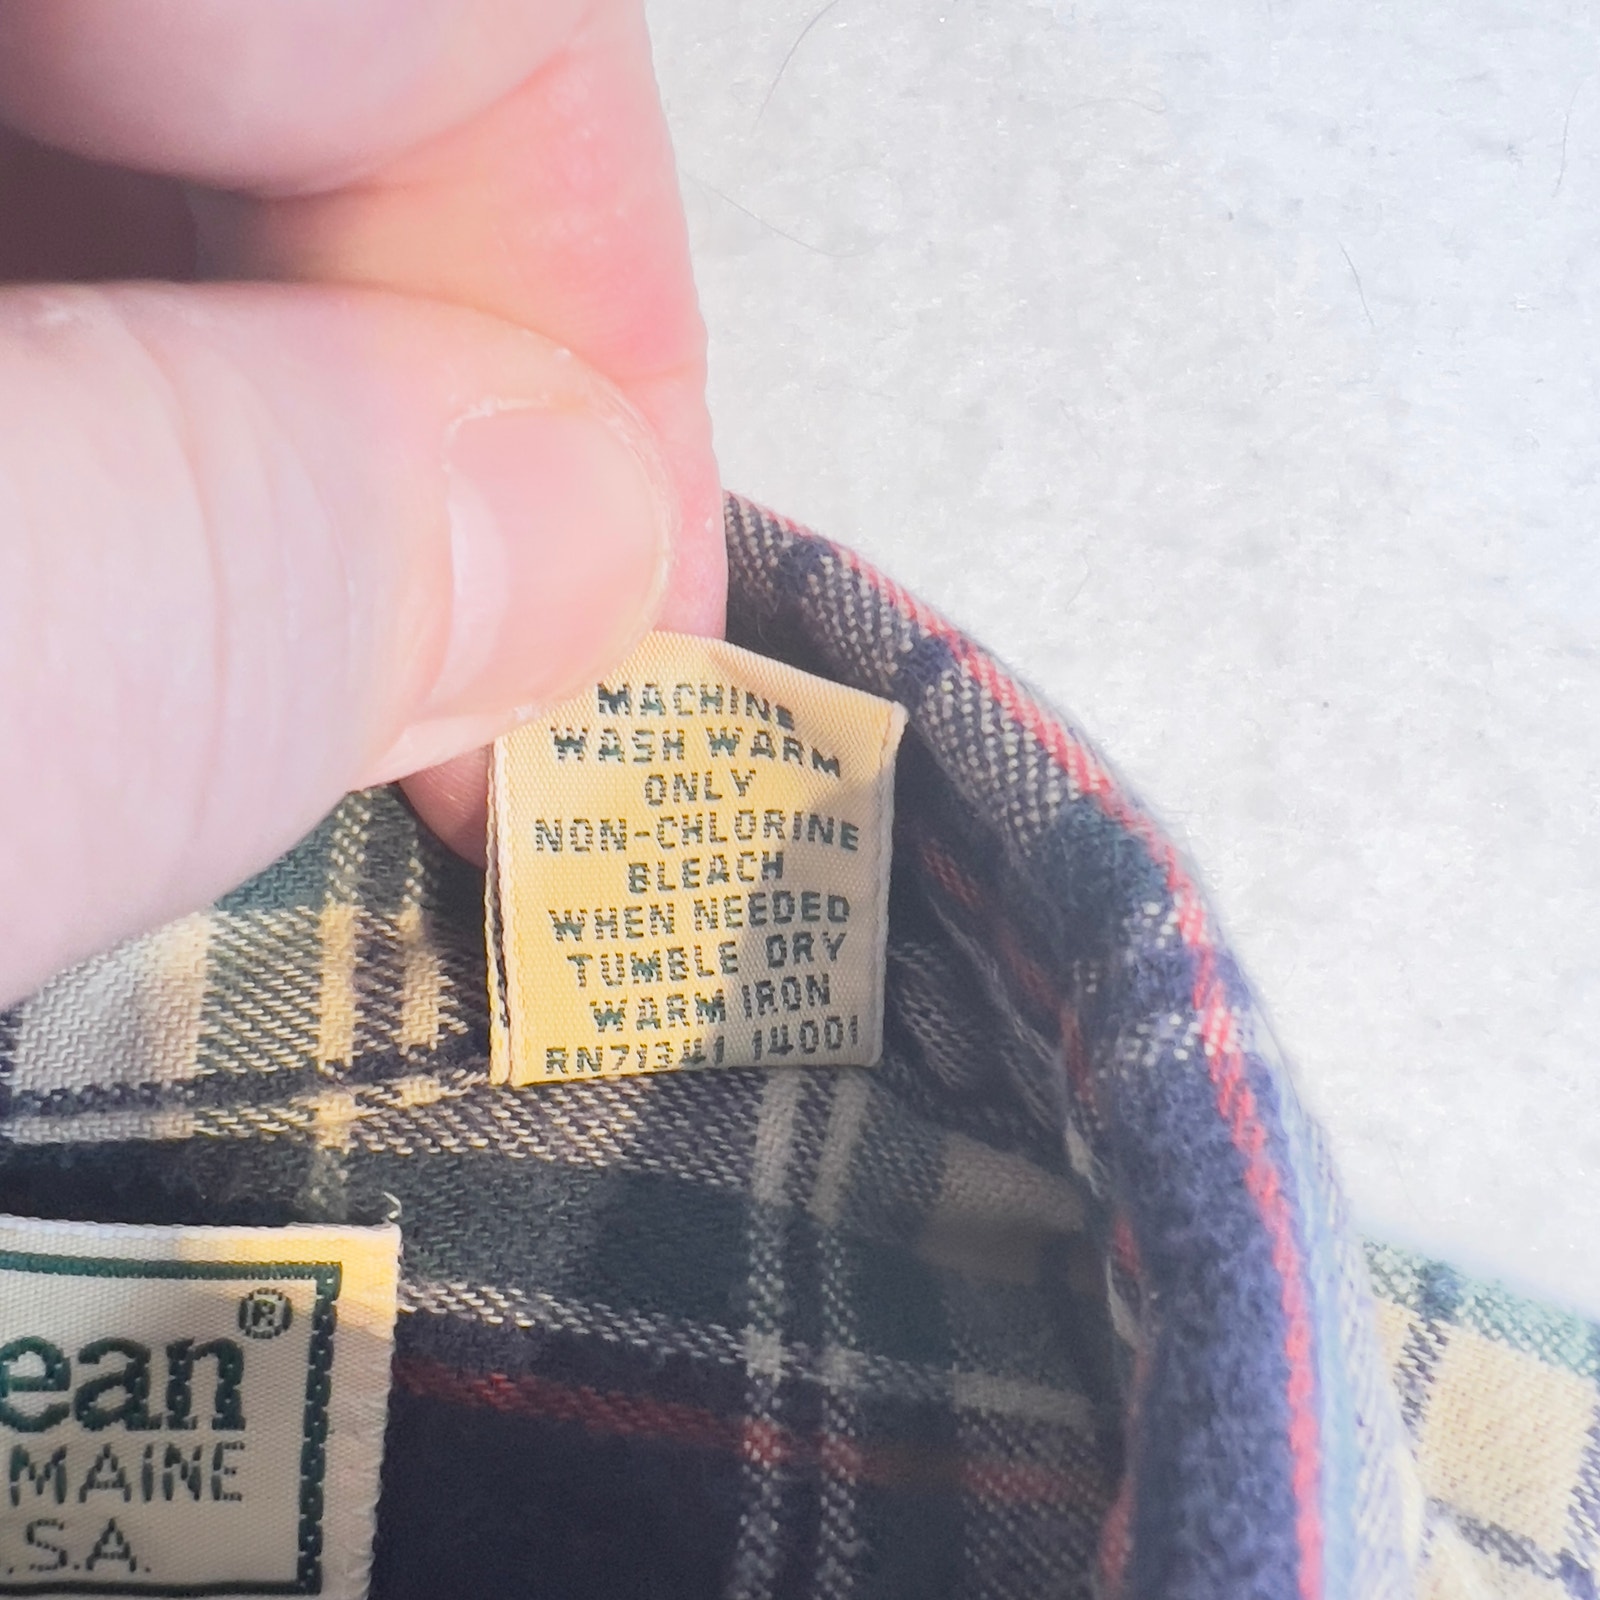 MACHINE
WASH WARM
ONLY
NON-CHLORINE
BLEACH
WHEN NEEDED
TUMBLE DRY
WARM IRON
RN71341 14001
ean®
MAINE
.S.A.